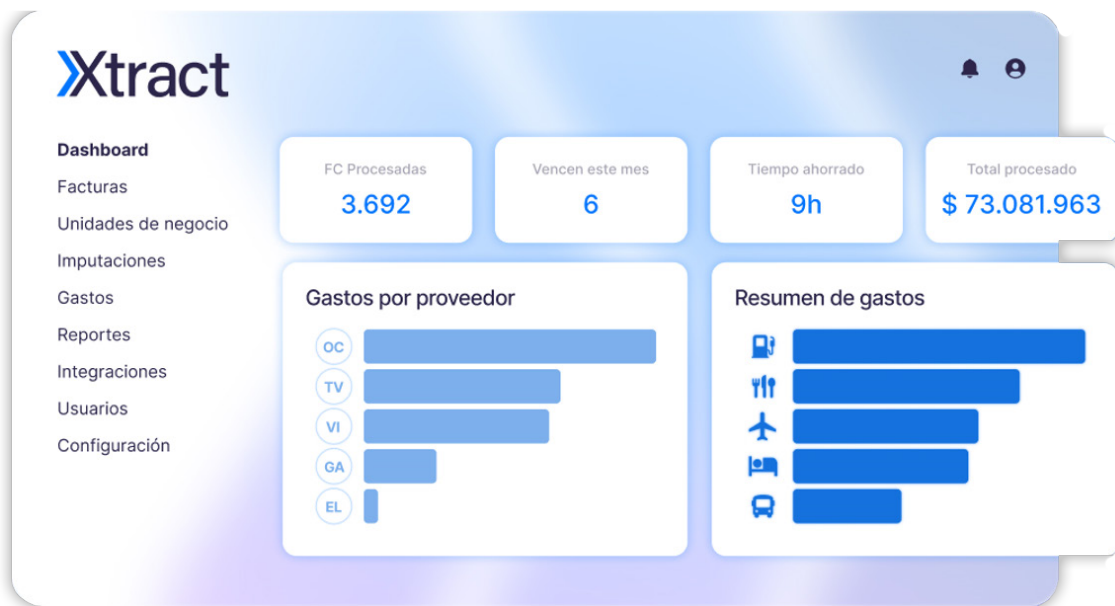 Xtract
Dashboard
Facturas
Unidades de negocio
Imputaciones
Gastos
Reportes
Integraciones
Usuarios
Configuración
FC Procesadas
3.692
Vencen este mes
6
Tiempo ahorrado
9h
Total procesado
$ 73.081.963
Gastos por proveedor
OC
TV
VI
GA
EL
Resumen de gastos